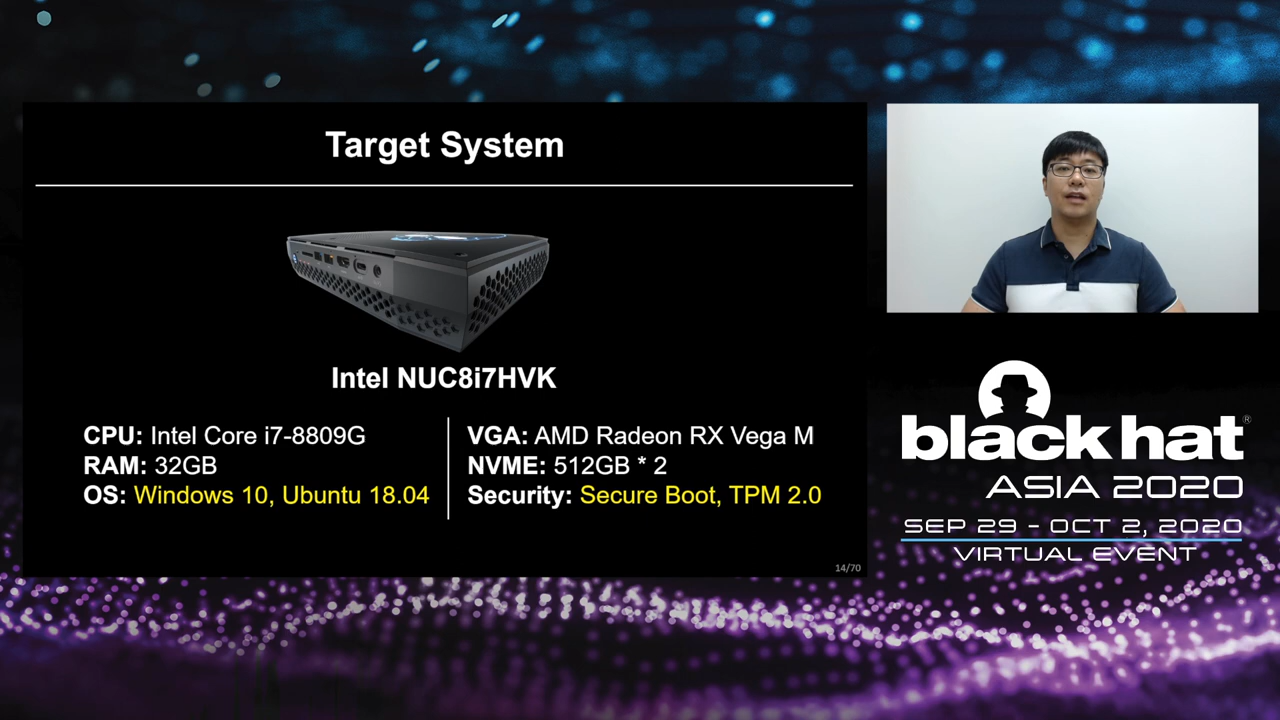 Target System
Intel NUC8i7HVK
CPU: Intel Core i7-8809G
RAM: 32GB
OS: Windows 10, Ubuntu 18.04
VGA: AMD Radeon RX Vega M
NVME: 512GB * 2
Security: Secure Boot, TPM 2.0
14/70
black hat®
ASIA 2020
SEP 29 - OCT 2, 2020
VIRTUAL EVENT